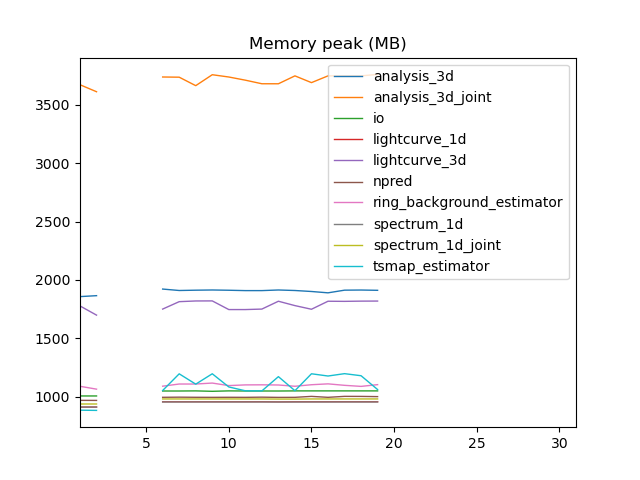 Memory peak (MB)
analysis_3d
analysis_3d_joint
io
lightcurve_1d
lightcurve_3d
npred
ring_background_estimator
spectrum_1d
spectrum_1d_joint
tsmap_estimator
3500
3000
2500
2000
1500
1000
5 10 15 20 25 30